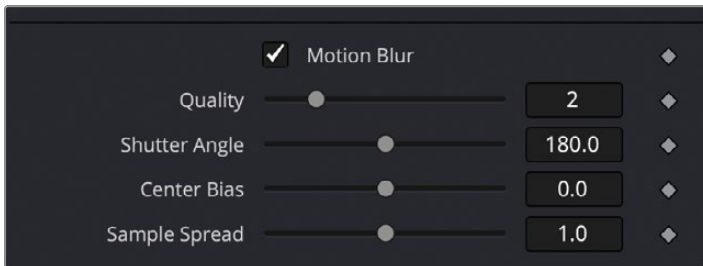 Motion Blur
Quality 2
Shutter Angle 180.0
Center Bias 0.0
Sample Spread 1.0